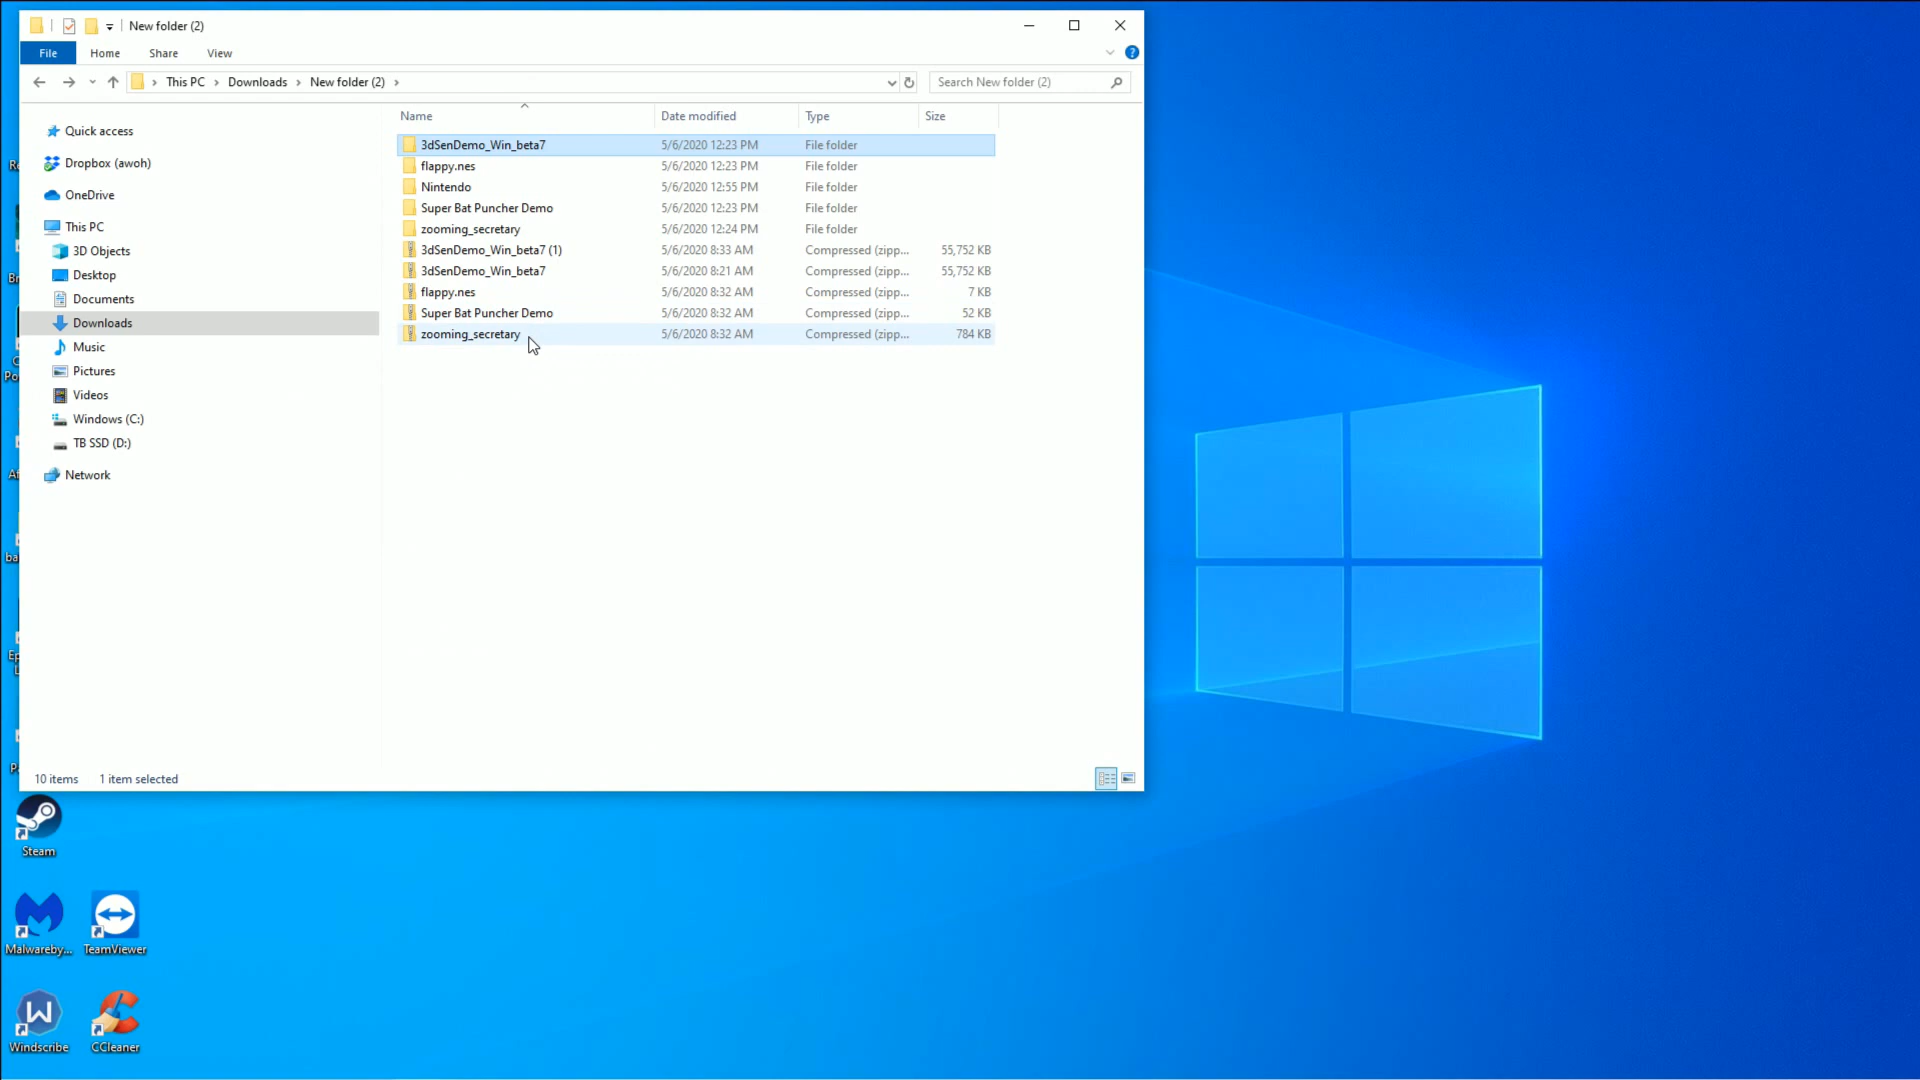 New folder (2)
File Home Share View
This PC Downloads New folder (2)
Search New folder (2)
Name Date modified Type Size
Quick access
Dropbox (awoh)
OneDrive
This PC
3D Objects
Desktop
Documents
Downloads
Music
Pictures
Videos
Windows (C:)
TB SSD (D:)
Network
3dSenDemo_Win_beta7 5/6/2020 12:23 PM File folder
flappy.nes 5/6/2020 12:23 PM File folder
Nintendo 5/6/2020 12:55 PM File folder
Super Bat Puncher Demo 5/6/2020 12:23 PM File folder
zooming_secretary 5/6/2020 12:24 PM File folder
3dSenDemo_Win_beta7 (1) 5/6/2020 8:33 AM Compressed (zipp... 55,752 KB
3dSenDemo_Win_beta7 5/6/2020 8:21 AM Compressed (zipp... 55,752 KB
flappy.nes 5/6/2020 8:32 AM Compressed (zipp... 7 KB
Super Bat Puncher Demo 5/6/2020 8:32 AM Compressed (zipp... 52 KB
zooming_secretary 5/6/2020 8:32 AM Compressed (zipp... 784 KB
10 items 1 item selected
Steam
Malwareby... TeamViewer
Windscribe CCleaner